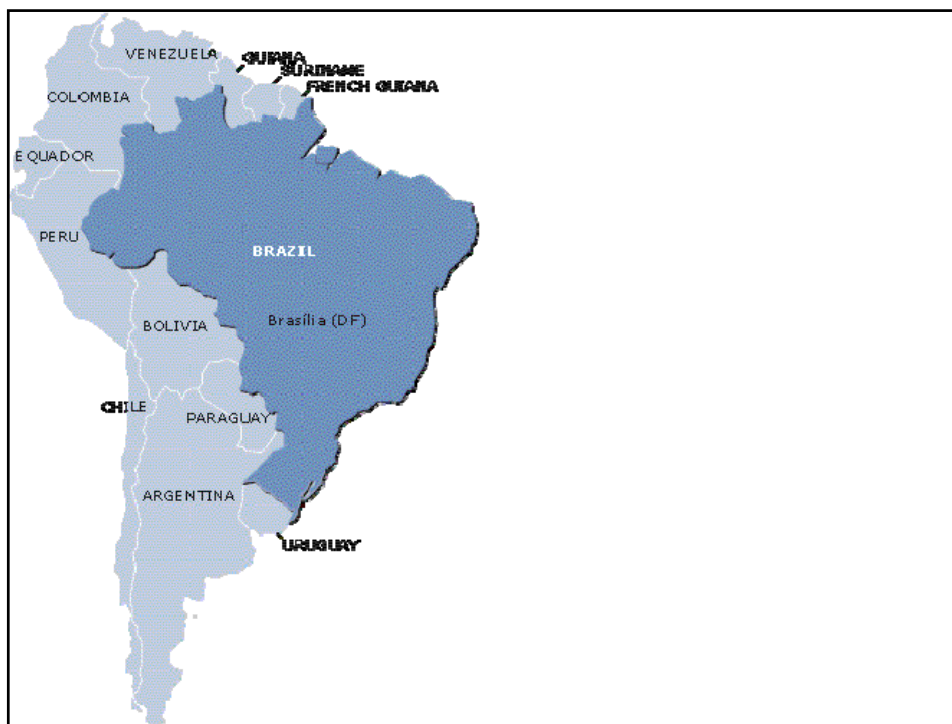 VENEZUELA
GUIANA
SURINAME
FRENCH GUIANA
COLOMBIA
EQUADOR
PERU
BRAZIL
Brasília (DF)
BOLIVIA
CHILE
PARAGUAY
ARGENTINA
URUGUAY